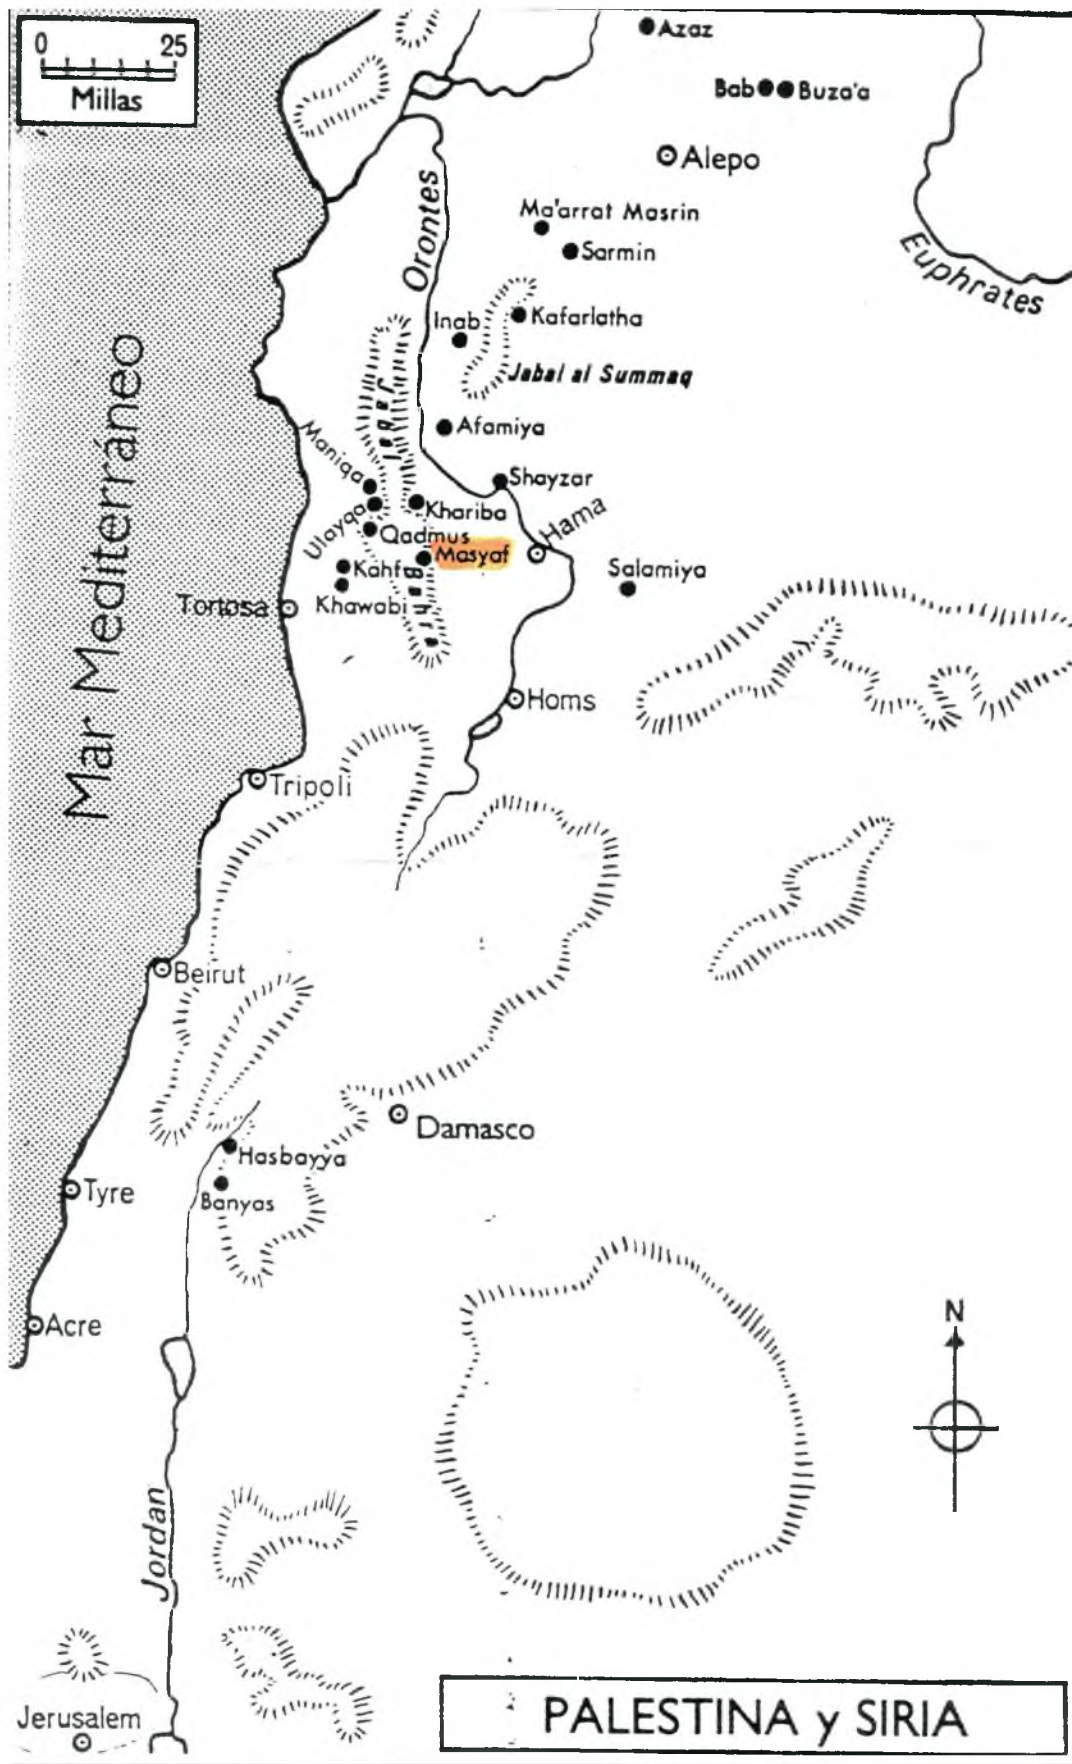 0 25
Millas
Azaz
Bab Buza'a
Alepo
Ma'arrat Masrin
Sarmin
Orontes
Euphrates
Kafarlatha
Inab
Jabal al Summaq
Mar Mediterráneo
Jabal Bahra
Afamiya
Maniqa
Shayzar
Ulayqa
Khariba
Qadmus
Hama
Masyaf
Kahf
Salamiya
Khawabi
Tortosa
Homs
Tripoli
Beirut
Damasco
Hasbayya
Banyas
Tyre
Acre
N
Jordan
Jerusalem
PALESTINA y SIRIA